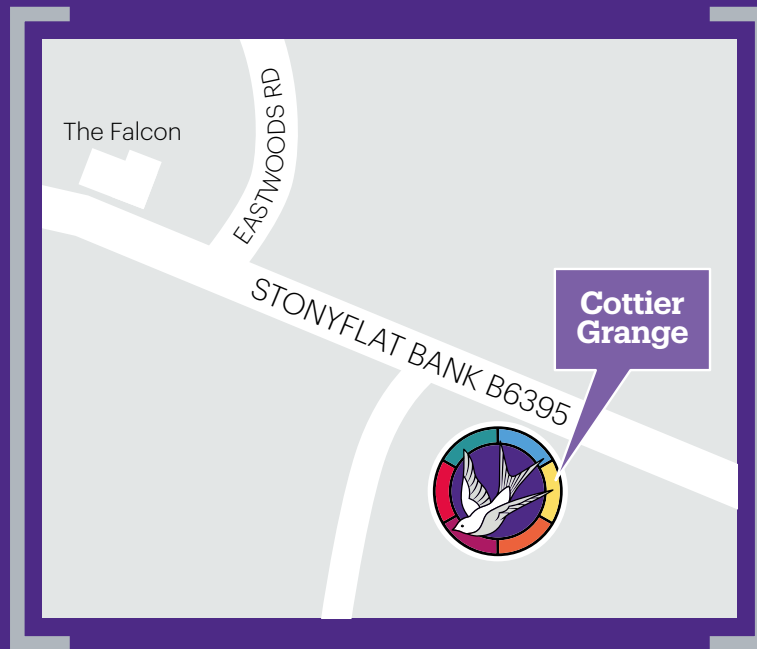 The Falcon
EASTWOODS RD
STONYFLAT BANK B6395
Cottier
Grange